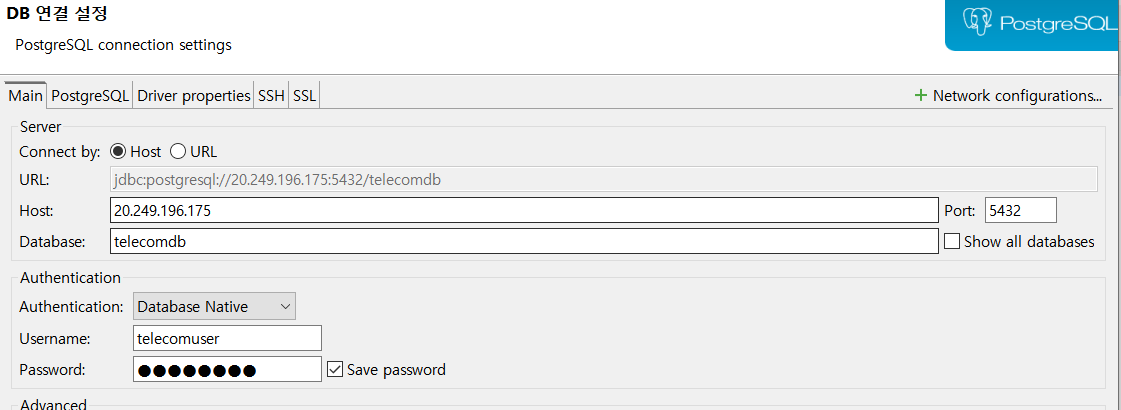 DB 연결 설정
PostgreSQL connection settings
PostgreSQL
Main PostgreSQL Driver properties SSH SSL + Network configurations...
Server
Connect by: Host URL
URL: jdbc:postgresql://20.249.196.175:5432/telecomdb
Host: 20.249.196.175 Port: 5432
Database: telecomdb Show all databases
Authentication
Authentication: Database Native
Username: telecomuser
Password: ●●●●●●●● Save password
Advanced